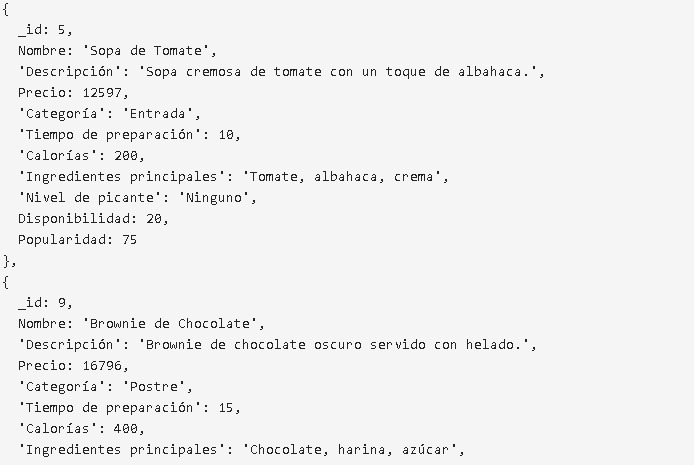 {
  _id: 5,
  Nombre: 'Sopa de Tomate',
  'Descripción': 'Sopa cremosa de tomate con un toque de albahaca.',
  Precio: 12597,
  'Categoría': 'Entrada',
  'Tiempo de preparación': 10,
  'Calorías': 200,
  'Ingredientes principales': 'Tomate, albahaca, crema',
  'Nivel de picante': 'Ninguno',
  Disponibilidad: 20,
  Popularidad: 75
},
{
  _id: 9,
  Nombre: 'Brownie de Chocolate',
  'Descripción': 'Brownie de chocolate oscuro servido con helado.',
  Precio: 16796,
  'Categoría': 'Postre',
  'Tiempo de preparación': 15,
  'Calorías': 400,
  'Ingredientes principales': 'Chocolate, harina, azúcar',